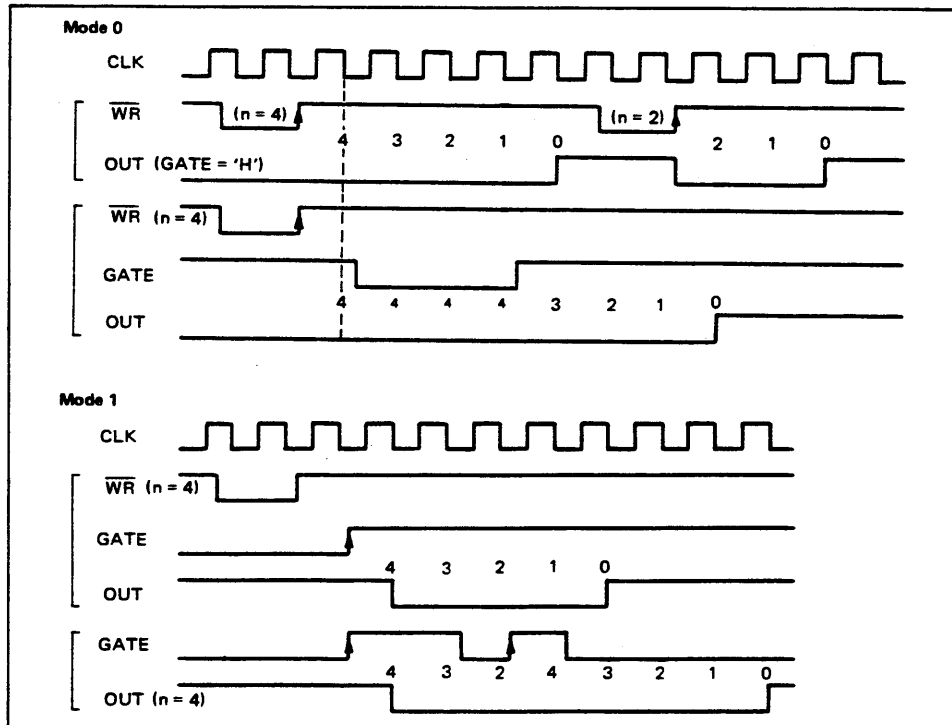 Mode 0
CLK
WR (n = 4) (n = 2)
4 3 2 1 0 2 1 0
OUT (GATE = 'H')
WR (n = 4)
GATE
4 4 4 4 3 2 1 0
OUT
Mode 1
CLK
WR (n = 4)
GATE
4 3 2 1 0
OUT
GATE
4 3 2 4 3 2 1 0
OUT (n = 4)